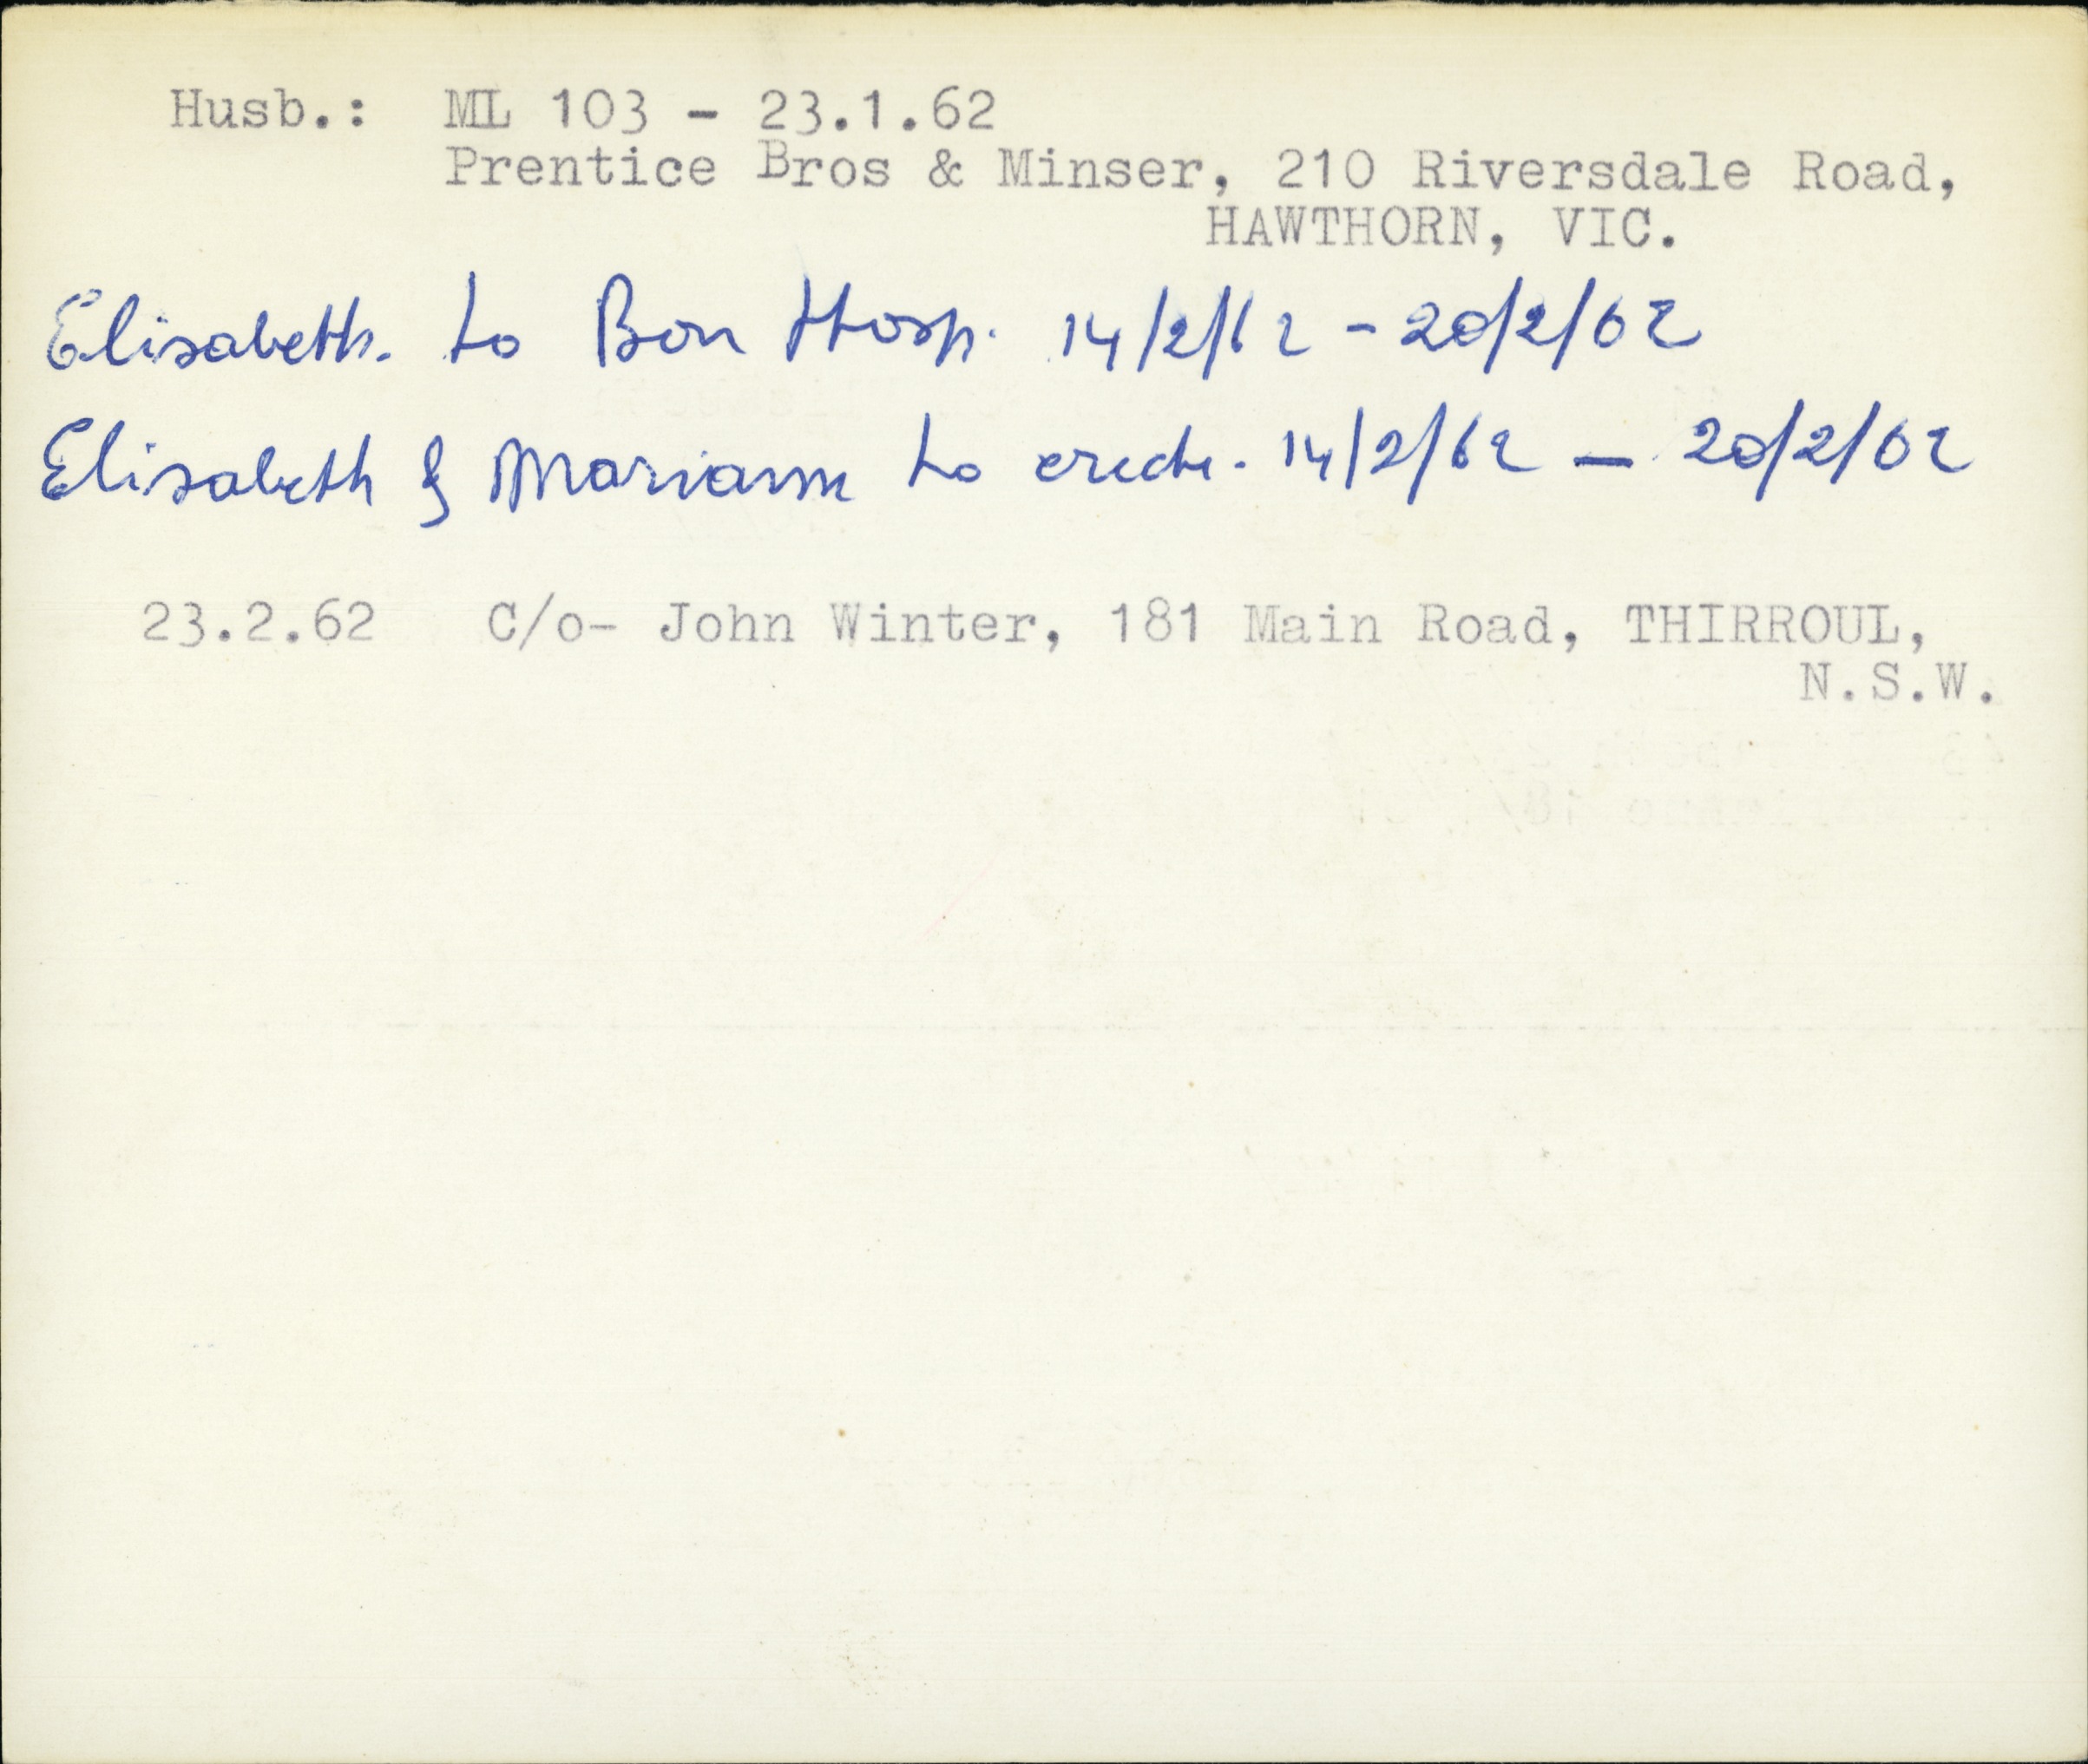 Husb.: ML 103 - 23.1.62
Prentice Bros & Minser, 210 Riversdale Road,
HAWTHORN, VIC.
Elisabeth. to Bon Hosp. 14/2/62 - 20/2/62
Elisabeth & Mariann to creche. 14/2/62 - 20/2/62
23.2.62 C/o- John Winter, 181 Main Road, THIRROUL,
N.S.W.